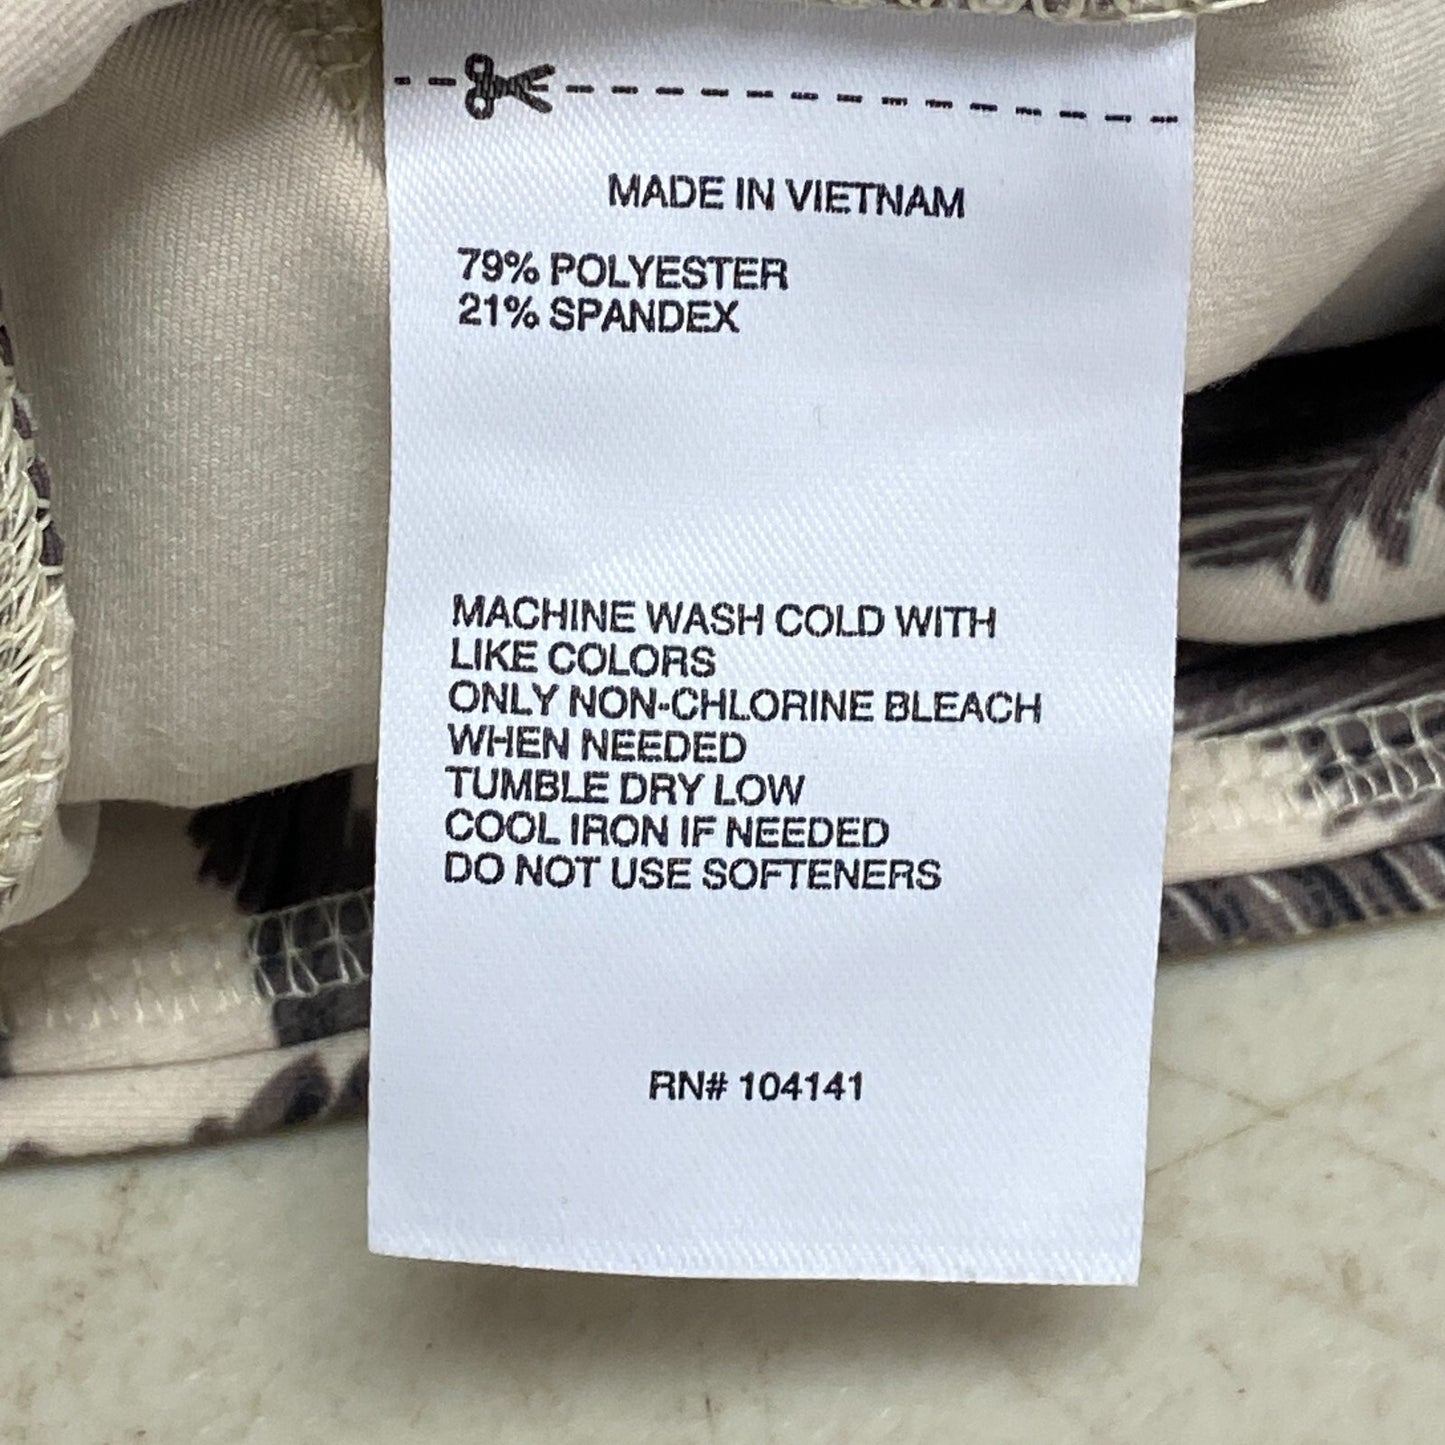 MADE IN VIETNAM
79% POLYESTER
21% SPANDEX
MACHINE WASH COLD WITH
LIKE COLORS
ONLY NON-CHLORINE BLEACH
WHEN NEEDED
TUMBLE DRY LOW
COOL IRON IF NEEDED
DO NOT USE SOFTENERS
RN# 104141